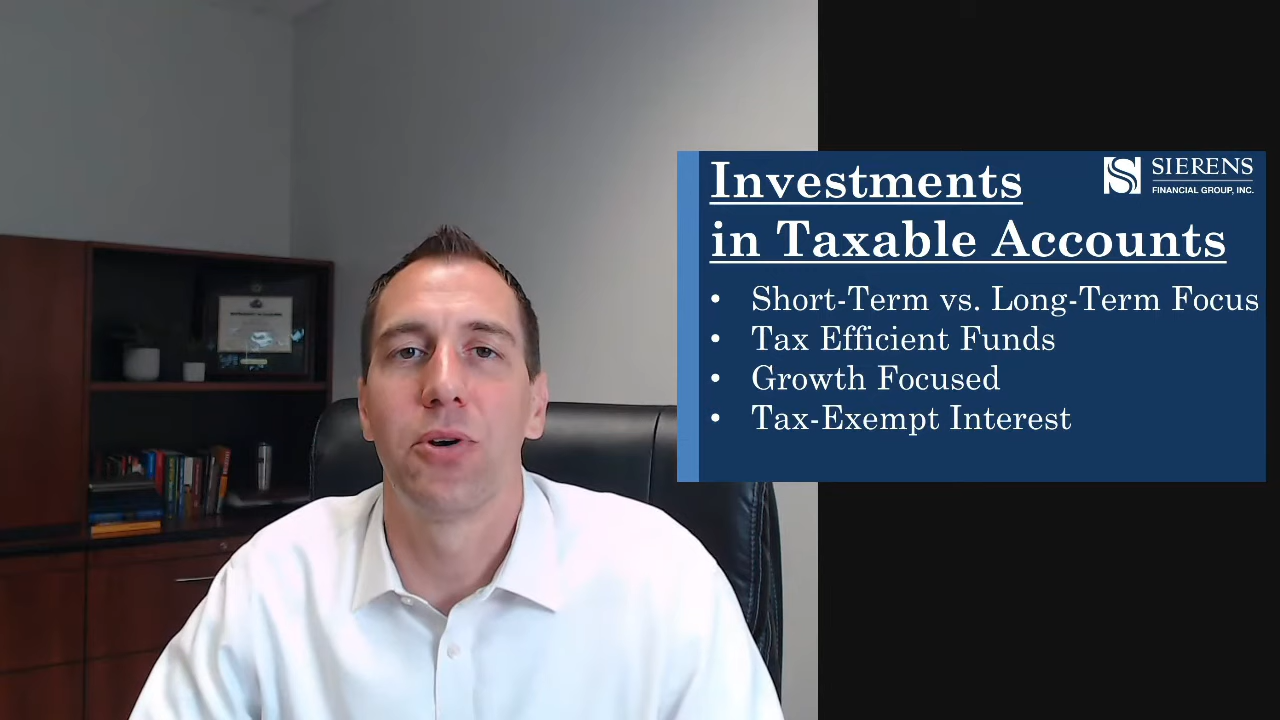 Investments
in Taxable Accounts
SIERENS
FINANCIAL GROUP, INC.
• Short-Term vs. Long-Term Focus
• Tax Efficient Funds
• Growth Focused
• Tax-Exempt Interest